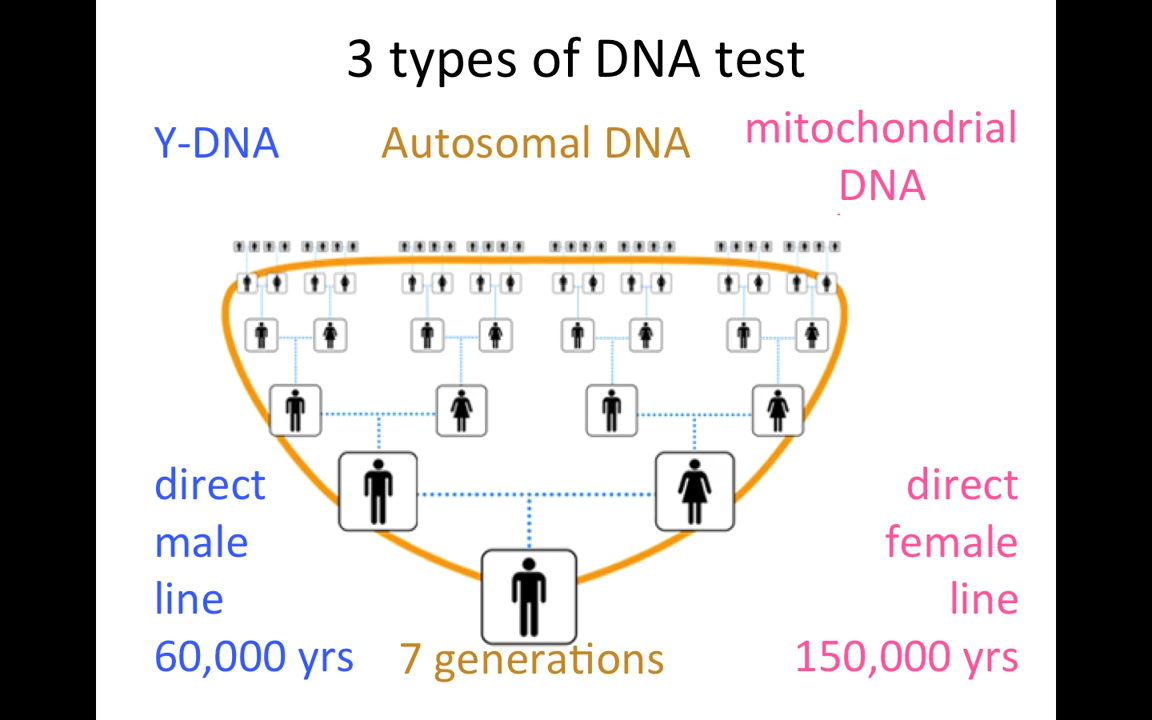 3 types of DNA test
Y-DNA
Autosomal DNA
mitochondrial
DNA
direct
male
line
60,000 yrs
7 generations
direct
female
line
150,000 yrs